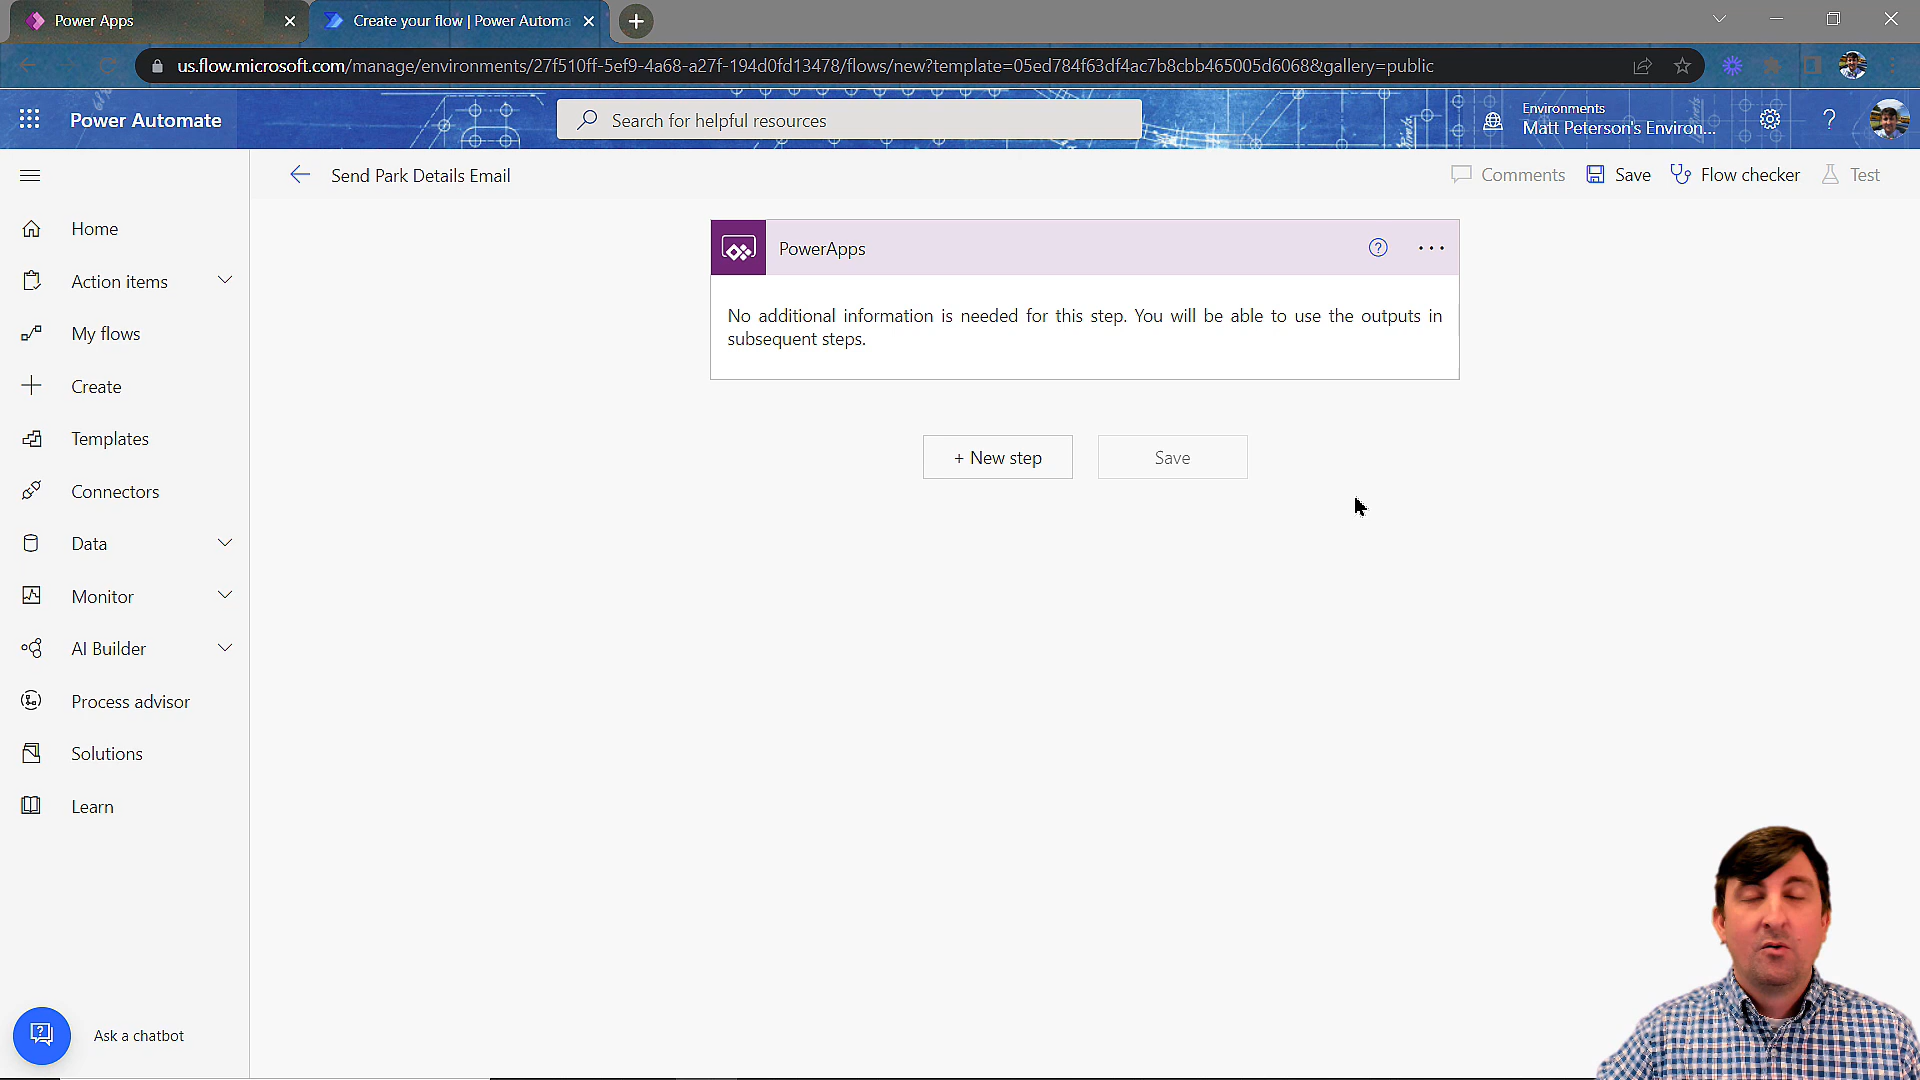 Power Apps
Create your flow | Power Automa
us.flow.microsoft.com/manage/environments/27f510ff-5ef9-4a68-a27f-194d0fd13478/flows/new?template=05ed784f63df4ac7b8cbb465005d6068&gallery=public
Power Automate
Search for helpful resources
Environments
Matt Peterson's Environ...
Send Park Details Email
Comments
Save
Flow checker
Test
Home
Action items
My flows
Create
Templates
Connectors
Data
Monitor
AI Builder
Process advisor
Solutions
Learn
Ask a chatbot
PowerApps
No additional information is needed for this step. You will be able to use the outputs in
subsequent steps.
+ New step
Save